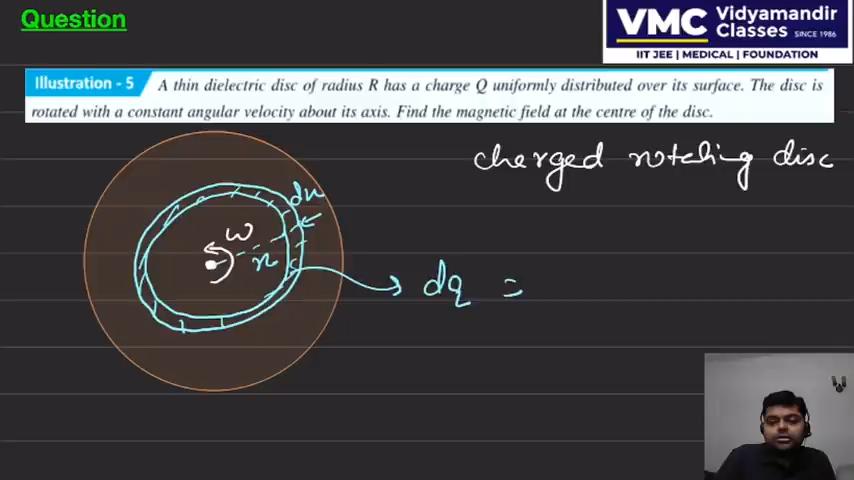 Question
VMC Vidyamandir Classes SINCE 1986
IIT JEE | MEDICAL | FOUNDATION
Illustration - 5 A thin dielectric disc of radius R has a charge Q uniformly distributed over its surface. The disc is
rotated with a constant angular velocity about its axis. Find the magnetic field at the centre of the disc.
charged rotating disc
dx
ω
x
dq =